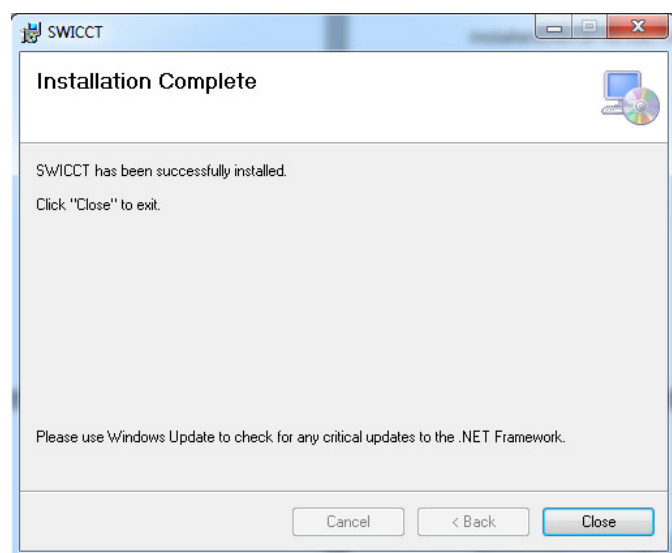 SWICCT
Installation Complete
SWICCT has been successfully installed.
Click "Close" to exit.
Please use Windows Update to check for any critical updates to the .NET Framework.
Cancel
< Back
Close